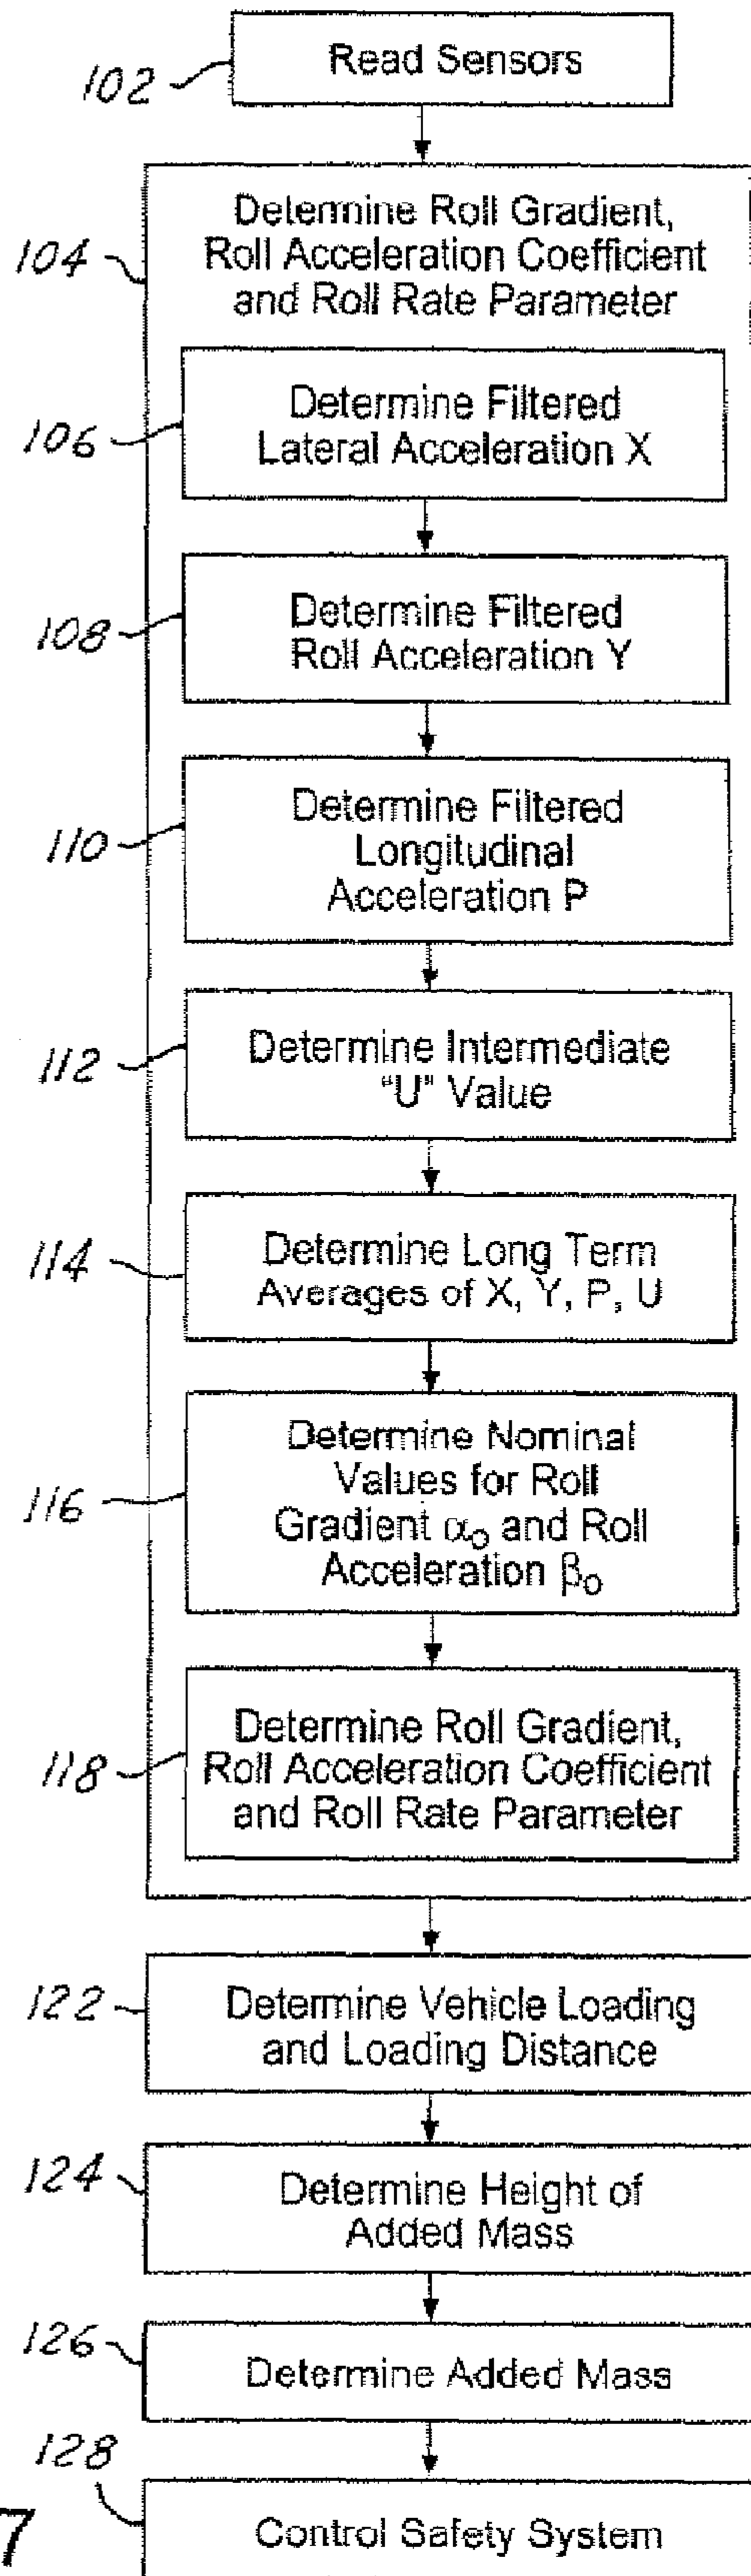 102
Read Sensors
104
Determine Roll Gradient,
Roll Acceleration Coefficient
and Roll Rate Parameter
106
Determine Filtered
Lateral Acceleration X
108
Determine Filtered
Roll Acceleration Y
110
Determine Filtered
Longitudinal
Acceleration P
112
Determine Intermediate
"U" Value
114
Determine Long Term
Averages of X, Y, P, U
116
Determine Nominal
Values for Roll
Gradient α₀ and Roll
Acceleration β₀
118
Determine Roll Gradient,
Roll Acceleration Coefficient
and Roll Rate Parameter
122
Determine Vehicle Loading
and Loading Distance
124
Determine Height of
Added Mass
126
Determine Added Mass
128
Control Safety System
7